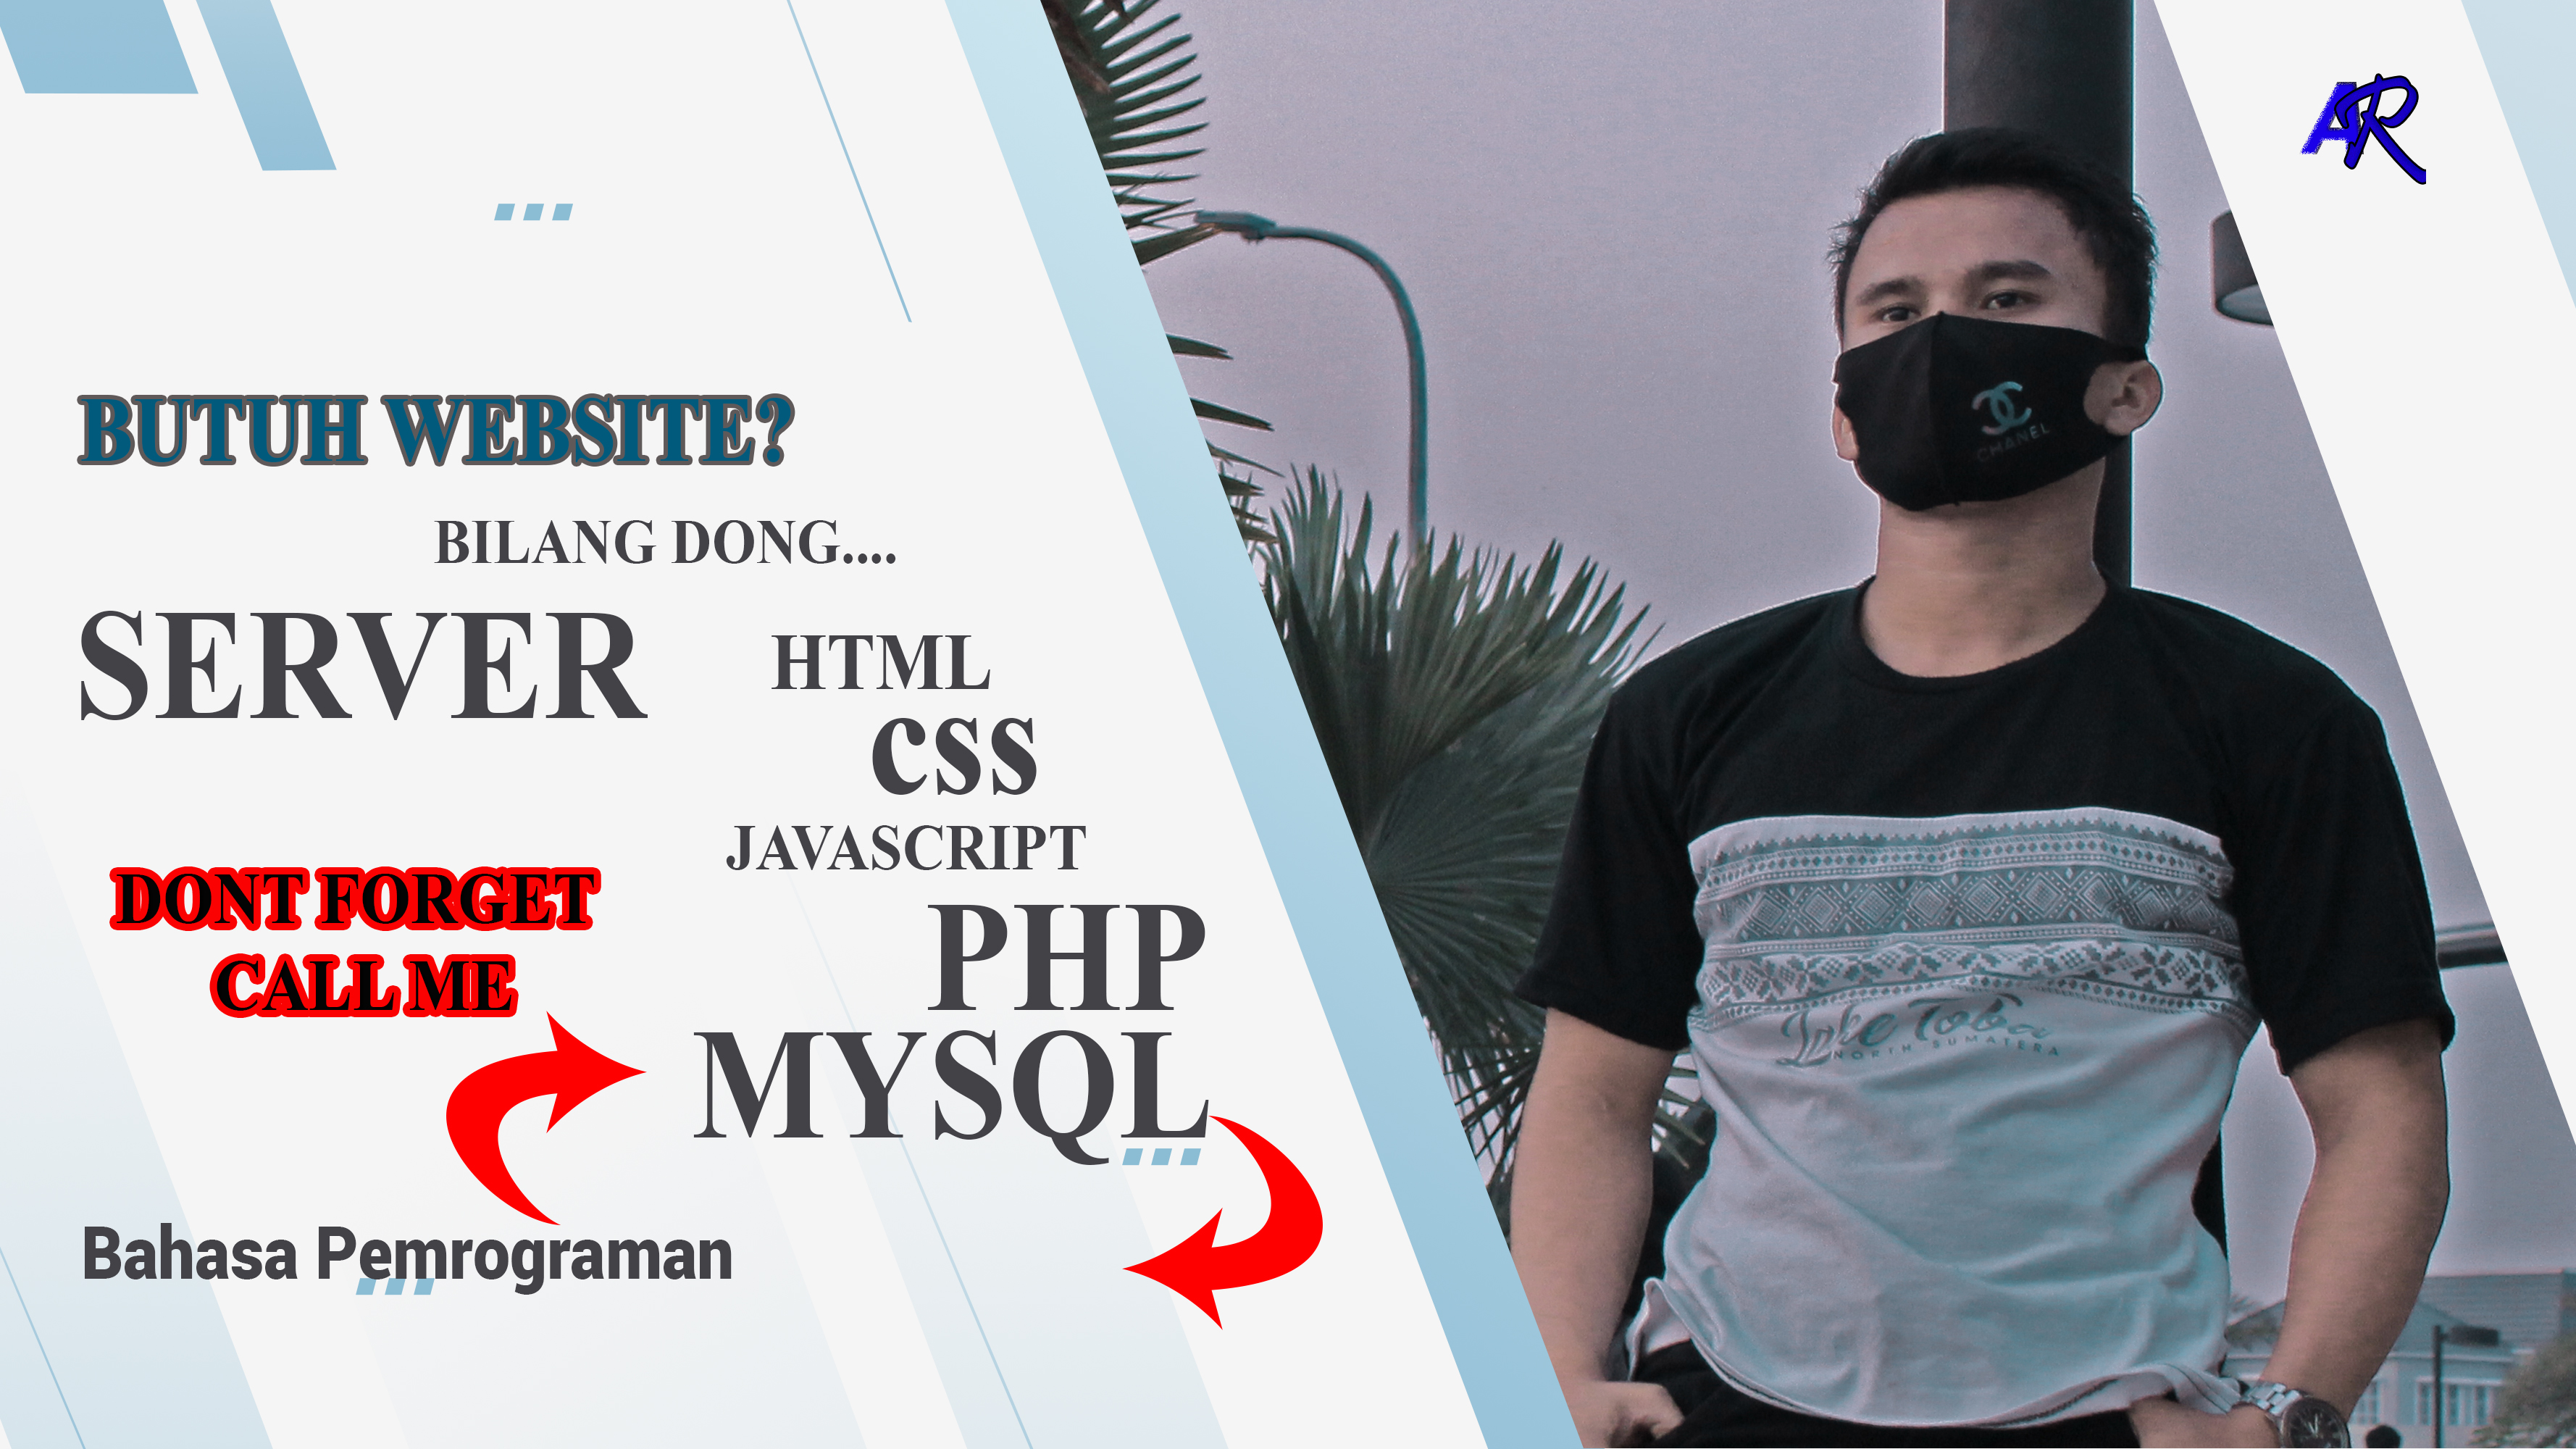 AR
BUTUH WEBSITE?
BILANG DONG....
SERVER
HTML
CSS
JAVASCRIPT
PHP
MYSQL
DONT FORGET
CALL ME
Bahasa Pemrograman
CHANEL
Lake Toba
NORTH SUMATERA